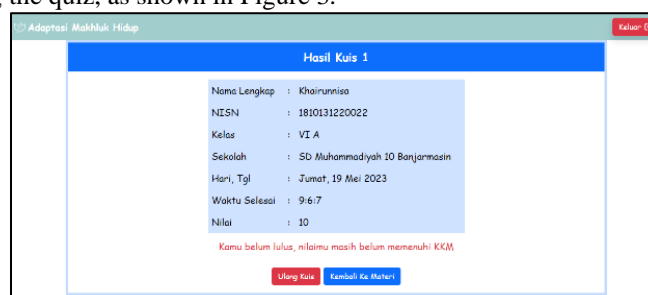 the quiz, as shown in Figure 3.
Adaptasi Makhluk Hidup
Keluar
Hasil Kuis 1
Nama Lengkap : Khairunnisa
NISN : 1810131220022
Kelas : VI A
Sekolah : SD Muhammadiyah 10 Banjarmasin
Hari, Tgl : Jumat, 19 Mei 2023
Waktu Selesai : 9:6:7
Nilai : 10
Kamu belum lulus, nilaimu masih belum memenuhi KKM
Ulang Kuis Kembali Ke Materi